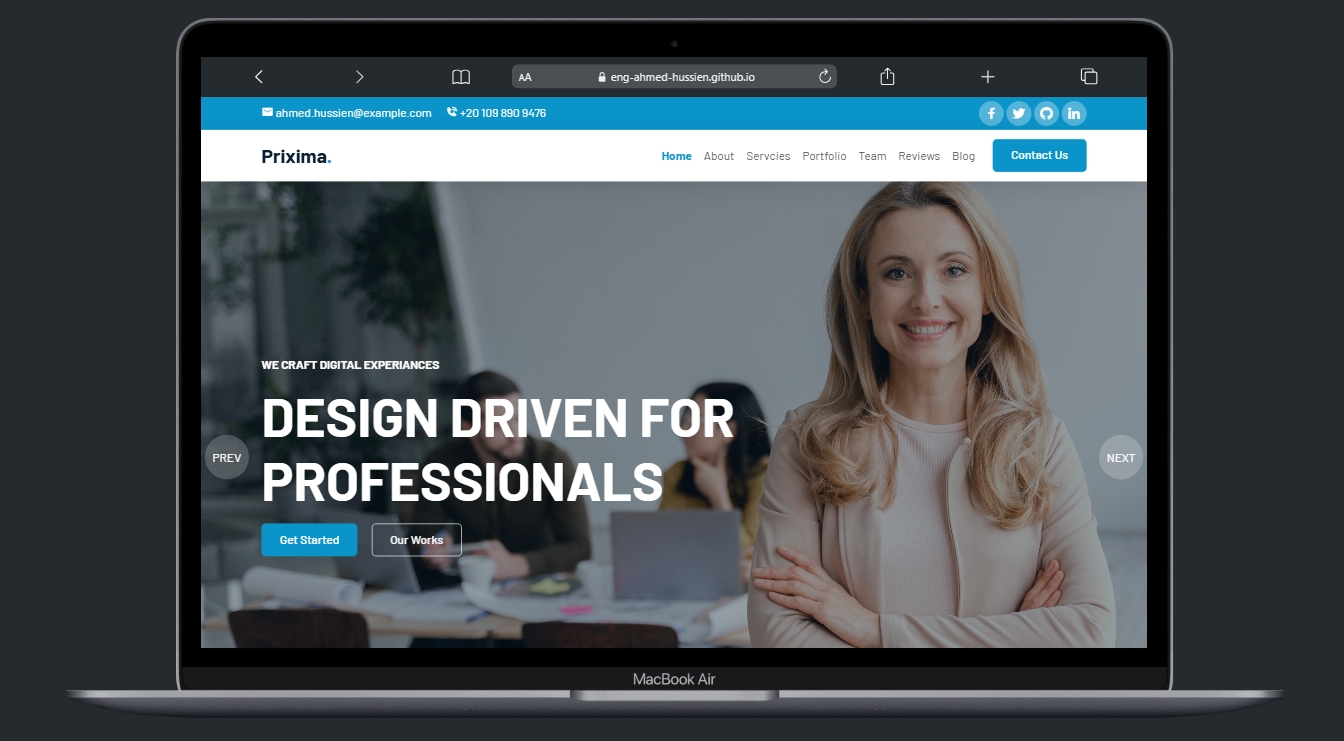 AA eng-ahmed-hussien.github.io
ahmed.hussien@example.com +20 109 890 9476
Prixima. Home About Servcies Portfolio Team Reviews Blog Contact Us
WE CRAFT DIGITAL EXPERIANCES
DESIGN DRIVEN FOR
PREV NEXT
PROFESSIONALS
Get Started Our Works
MacBook Air